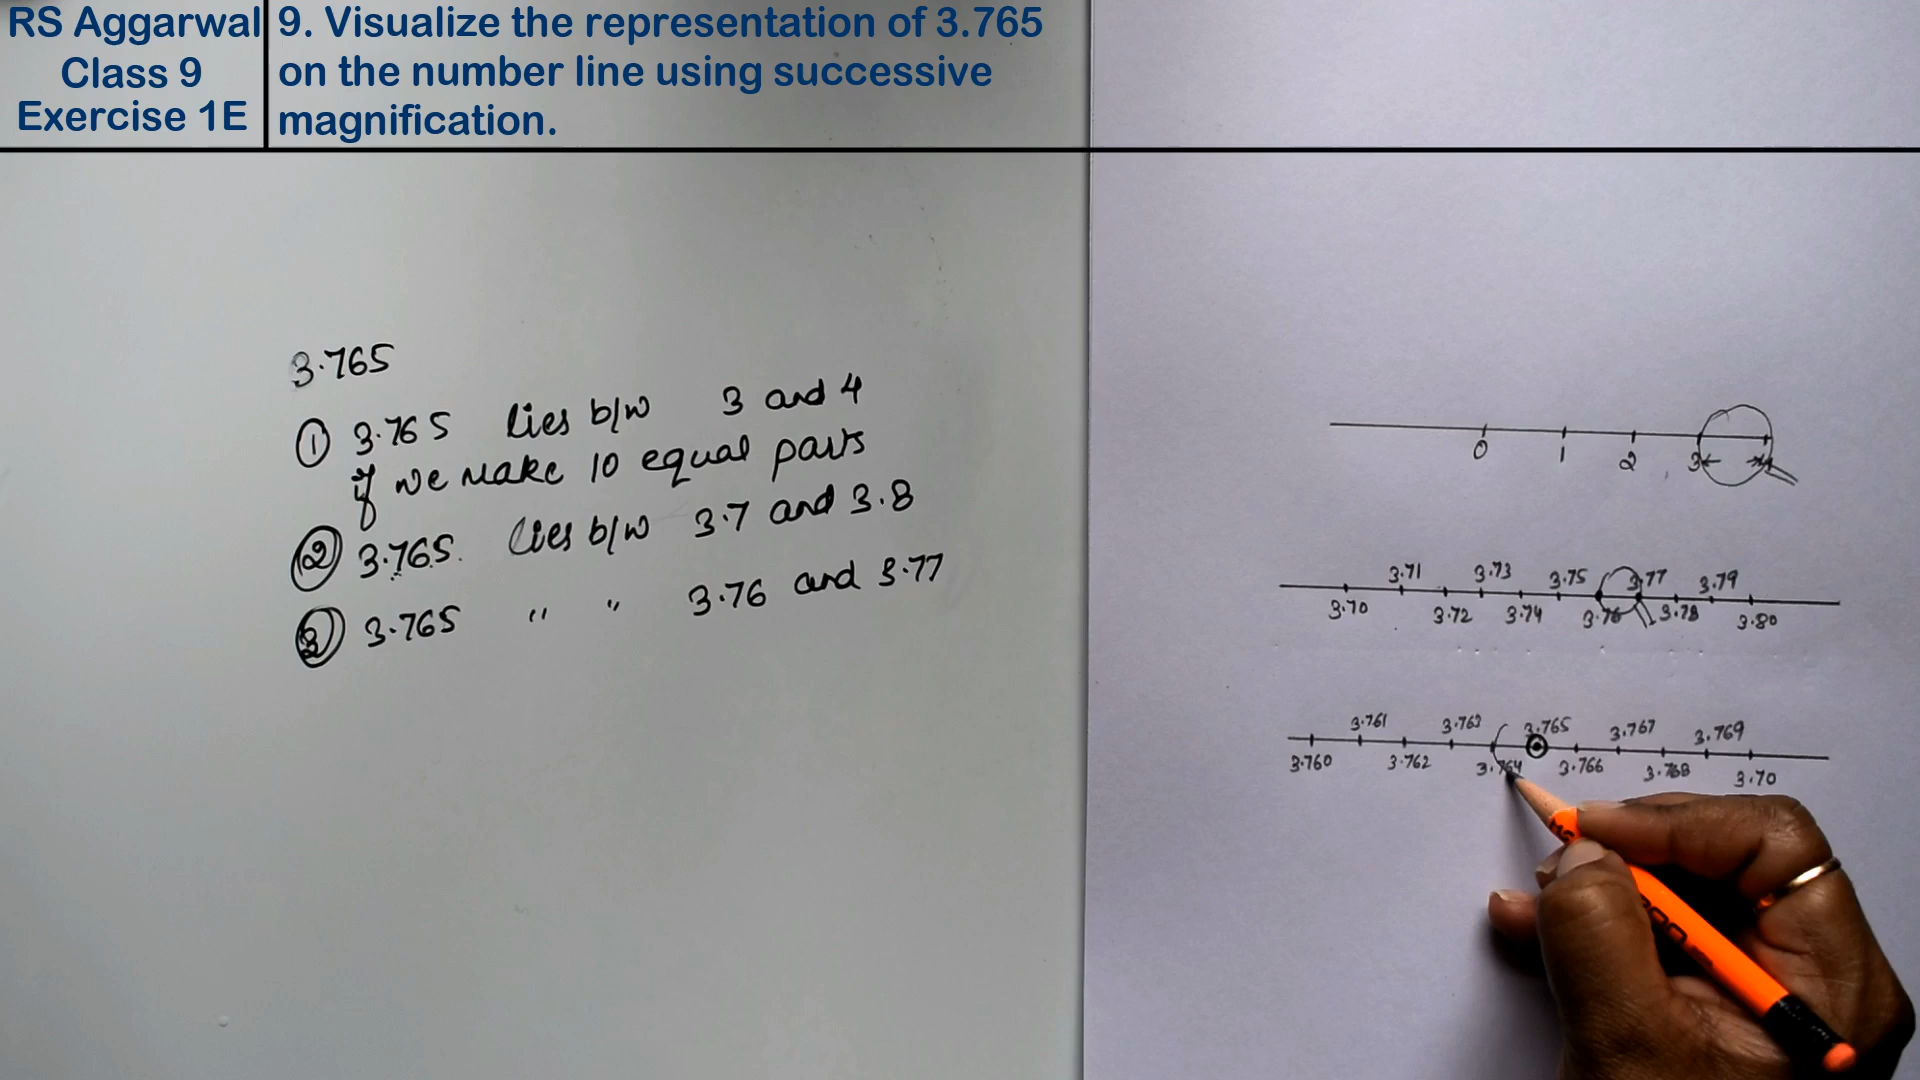 RS Aggarwal
Class 9
Exercise 1E
9. Visualize the representation of 3.765
on the number line using successive
magnification.
3.765
① 3.765 lies b/w 3 and 4
if we make 10 equal parts
② 3.765. lies b/w 3.7 and 3.8
③ 3.765 " " 3.76 and 3.77
0 1 2 3
3.71 3.73 3.75 3.77 3.79
3.70 3.72 3.74 3.76 3.78 3.80
3.761 3.763 3.765 3.767 3.769
3.760 3.762 3.764 3.766 3.768 3.70